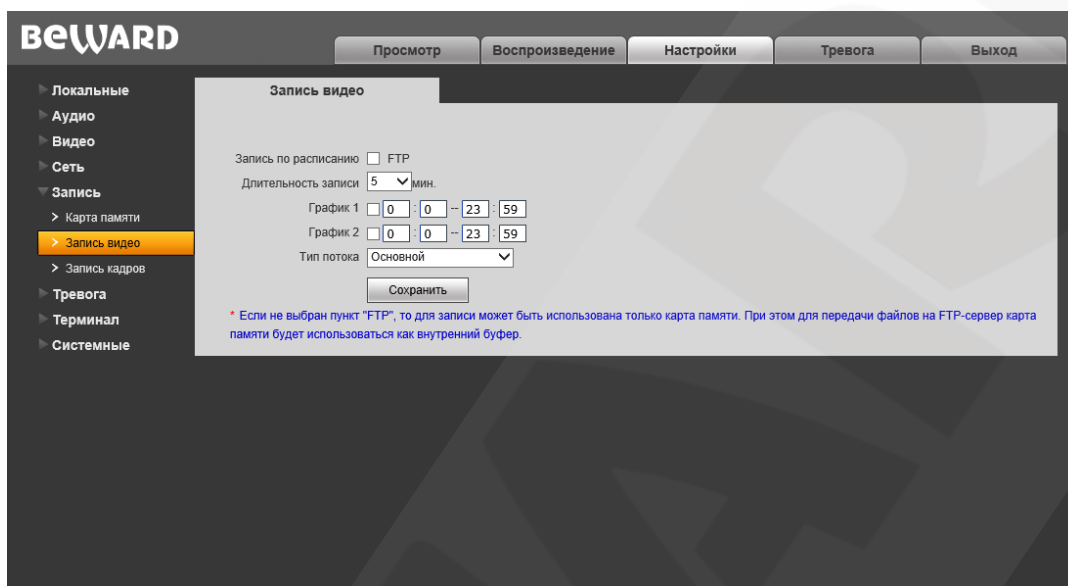 BEWARD
Просмотр Воспроизведение Настройки Тревога Выход
Локальные
Аудио
Видео
Сеть
Запись
> Карта памяти
> Запись видео
> Запись кадров
Тревога
Терминал
Системные
Запись видео
Запись по расписанию FTP
Длительность записи 5 мин.
График 1 0 : 0 -- 23 : 59
График 2 0 : 0 -- 23 : 59
Тип потока Основной
Сохранить
* Если не выбран пункт "FTP", то для записи может быть использована только карта памяти. При этом для передачи файлов на FTP-сервер карта
памяти будет использоваться как внутренний буфер.